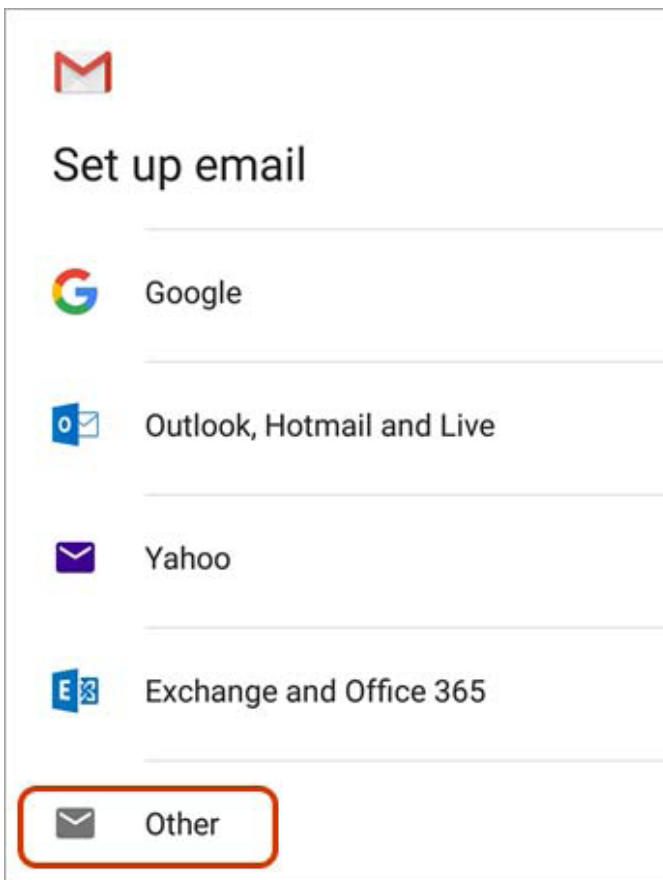 Set up email
Google
Outlook, Hotmail and Live
Yahoo
Exchange and Office 365
Other